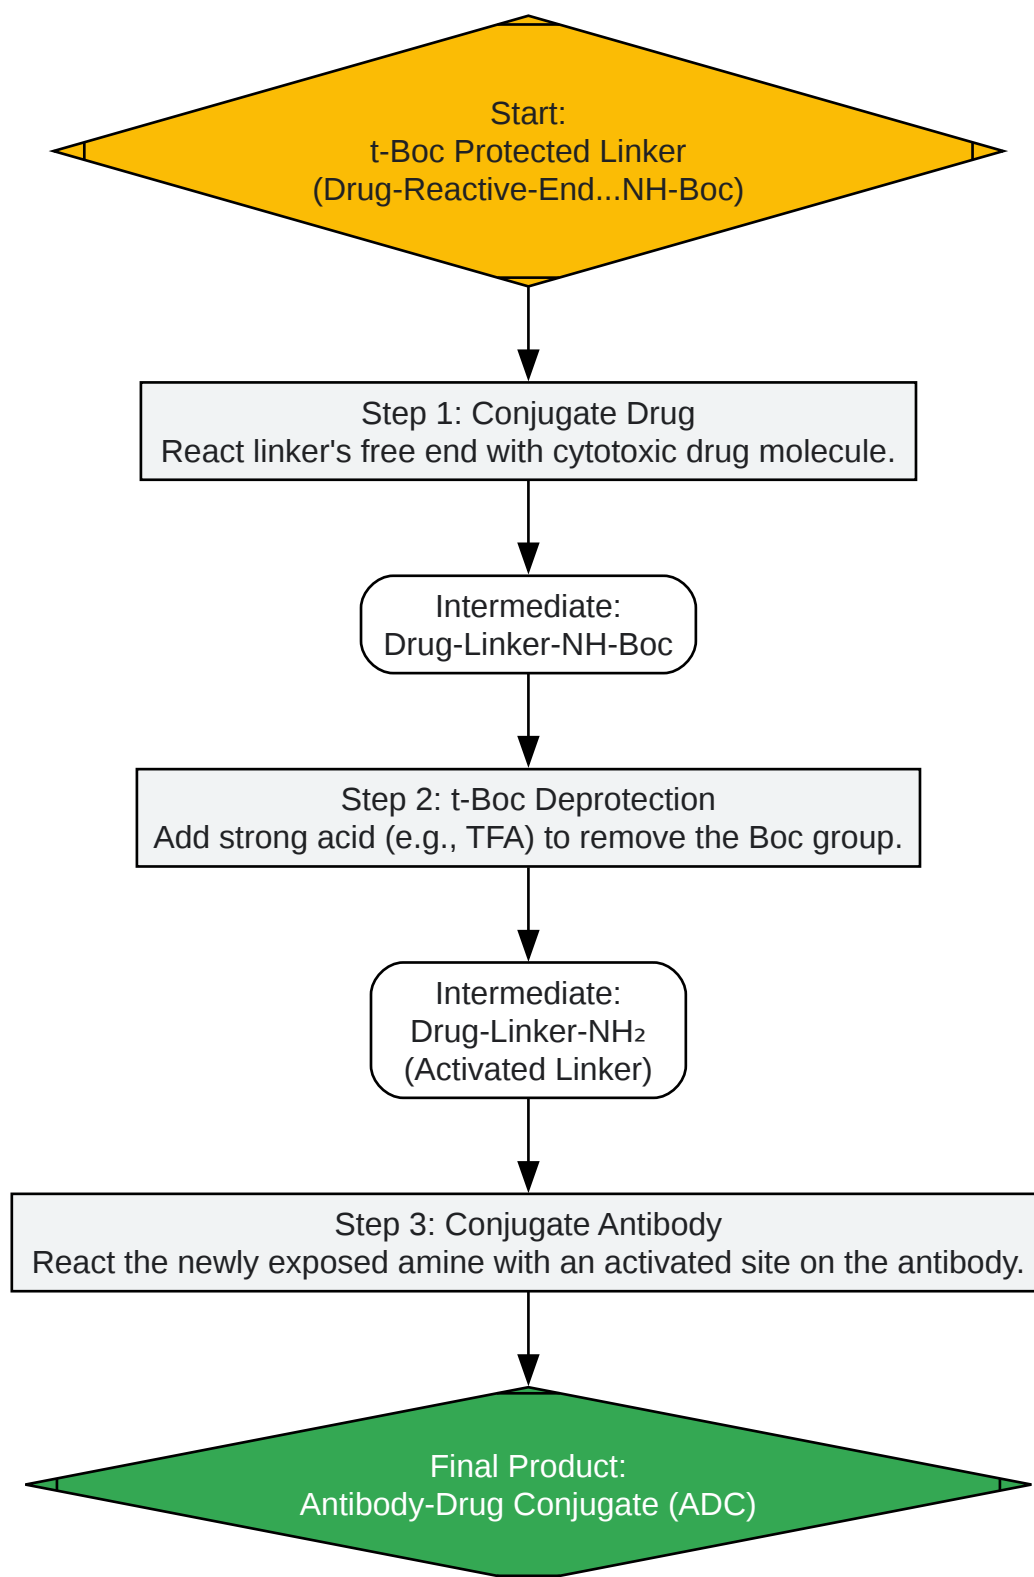 Start:
t-Boc Protected Linker
(Drug-Reactive-End...NH-Boc)
Step 1: Conjugate Drug
React linker's free end with cytotoxic drug molecule.
Intermediate:
Drug-Linker-NH-Boc
Step 2: t-Boc Deprotection
Add strong acid (e.g., TFA) to remove the Boc group.
Intermediate:
Drug-Linker-NH₂
(Activated Linker)
Step 3: Conjugate Antibody
React the newly exposed amine with an activated site on the antibody.
Final Product:
Antibody-Drug Conjugate (ADC)